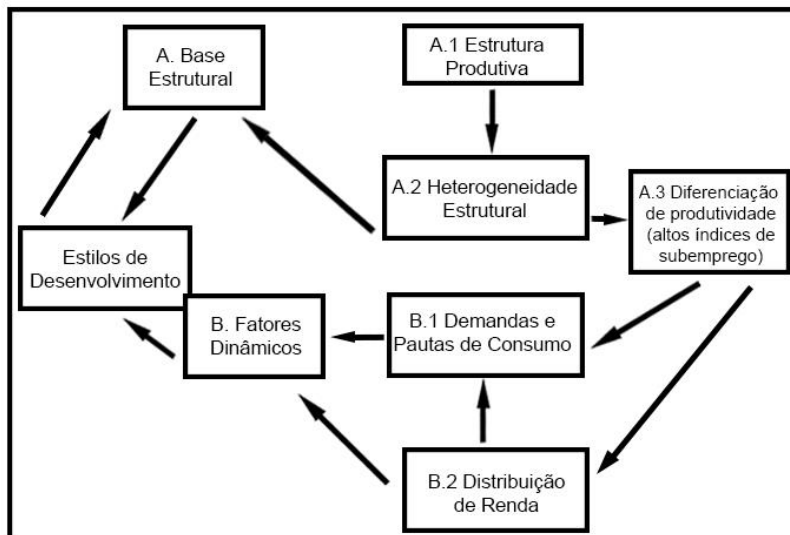 A. Base
Estrutural
A.1 Estrutura
Produtiva
A.2 Heterogeneidade
Estrutural
A.3 Diferenciação
de produtividade
(altos índices de
subemprego)
Estilos de
Desenvolvimento
B. Fatores
Dinâmicos
B.1 Demandas e
Pautas de Consumo
B.2 Distribuição
de Renda